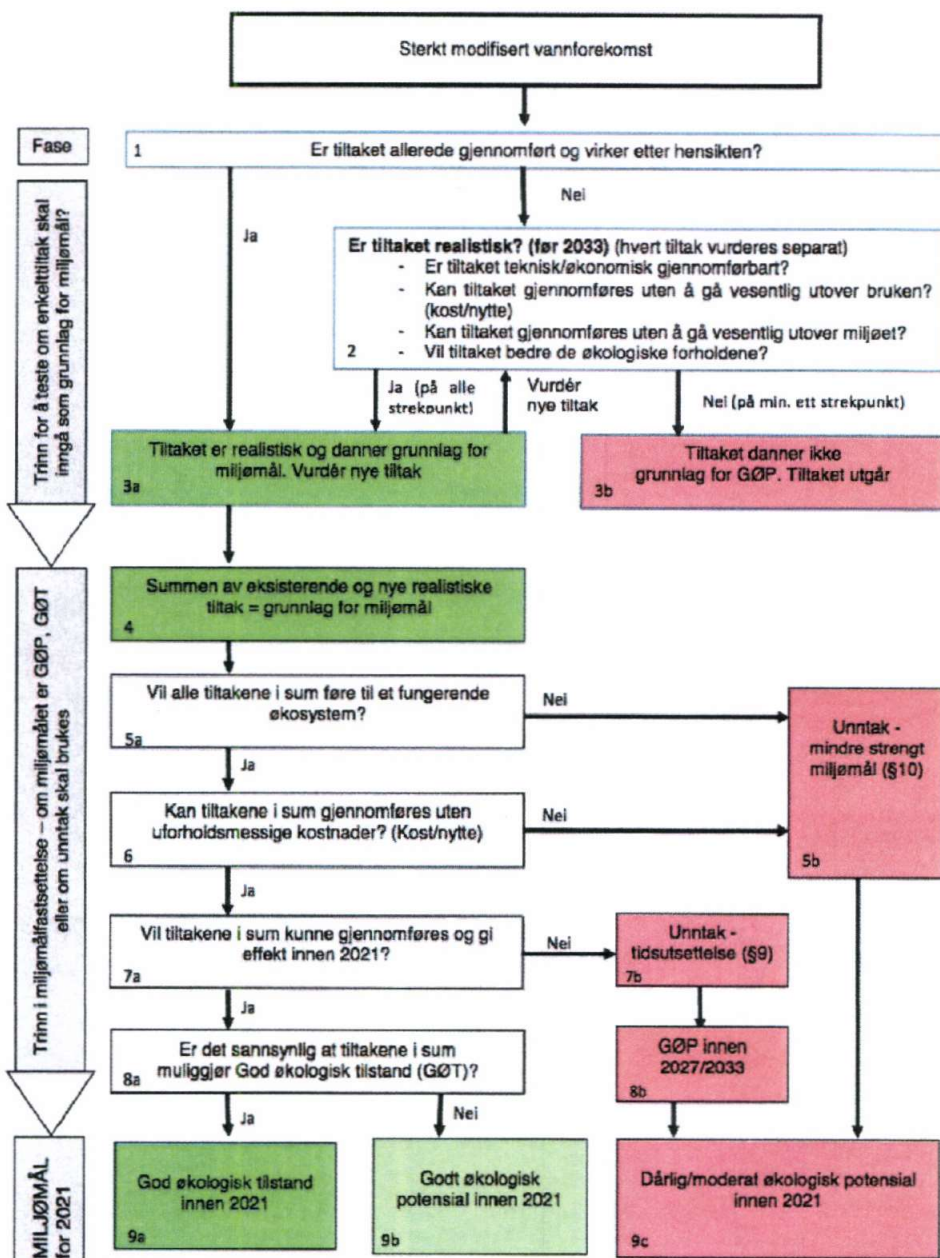 Sterkt modifisert vannforekomst
Fase
1
Er tiltaket allerede gjennomført og virker etter hensikten?
Ja
Nei
Trinn for å teste om enkelttiltak skal
inngå som grunnlag for miljømål?
Er tiltaket realistisk? (før 2033) (hvert tiltak vurderes separat)
- Er tiltaket teknisk/økonomisk gjennomførbart?
- Kan tiltaket gjennomføres uten å gå vesentlig utover bruken?
(kost/nytte)
- Kan tiltaket gjennomføres uten å gå vesentlig utover miljøet?
2 - Vil tiltaket bedre de økologiske forholdene?
Ja (på alle
strekpunkt)
Vurdér
nye tiltak
Nei (på min. ett strekpunkt)
Tiltaket er realistisk og danner grunnlag for
miljømål. Vurdér nye tiltak
3a
Tiltaket danner ikke
grunnlag for GØP. Tiltaket utgår
3b
Trinn i miljømålfastsettelse – om miljømålet er GØP, GØT
eller om unntak skal brukes
Summen av eksisterende og nye realistiske
tiltak = grunnlag for miljømål
4
Vil alle tiltakene i sum føre til et fungerende
økosystem?
5a
Nei
Unntak -
mindre strengt
miljømål (§10)
5b
Ja
Kan tiltakene i sum gjennomføres uten
uforholdsmessige kostnader? (Kost/nytte)
6
Nei
Ja
Vil tiltakene i sum kunne gjennomføres og gi
effekt innen 2021?
7a
Nei
Unntak -
tidsutsettelse (§9)
7b
Ja
Er det sannsynlig at tiltakene i sum
muliggjør God økologisk tilstand (GØT)?
8a
GØP innen
2027/2033
8b
Ja
Nei
MILJØMÅL
for 2021
God økologisk tilstand
innen 2021
9a
Godt økologisk
potensial innen 2021
9b
Dårlig/moderat økologisk potensial
innen 2021
9c